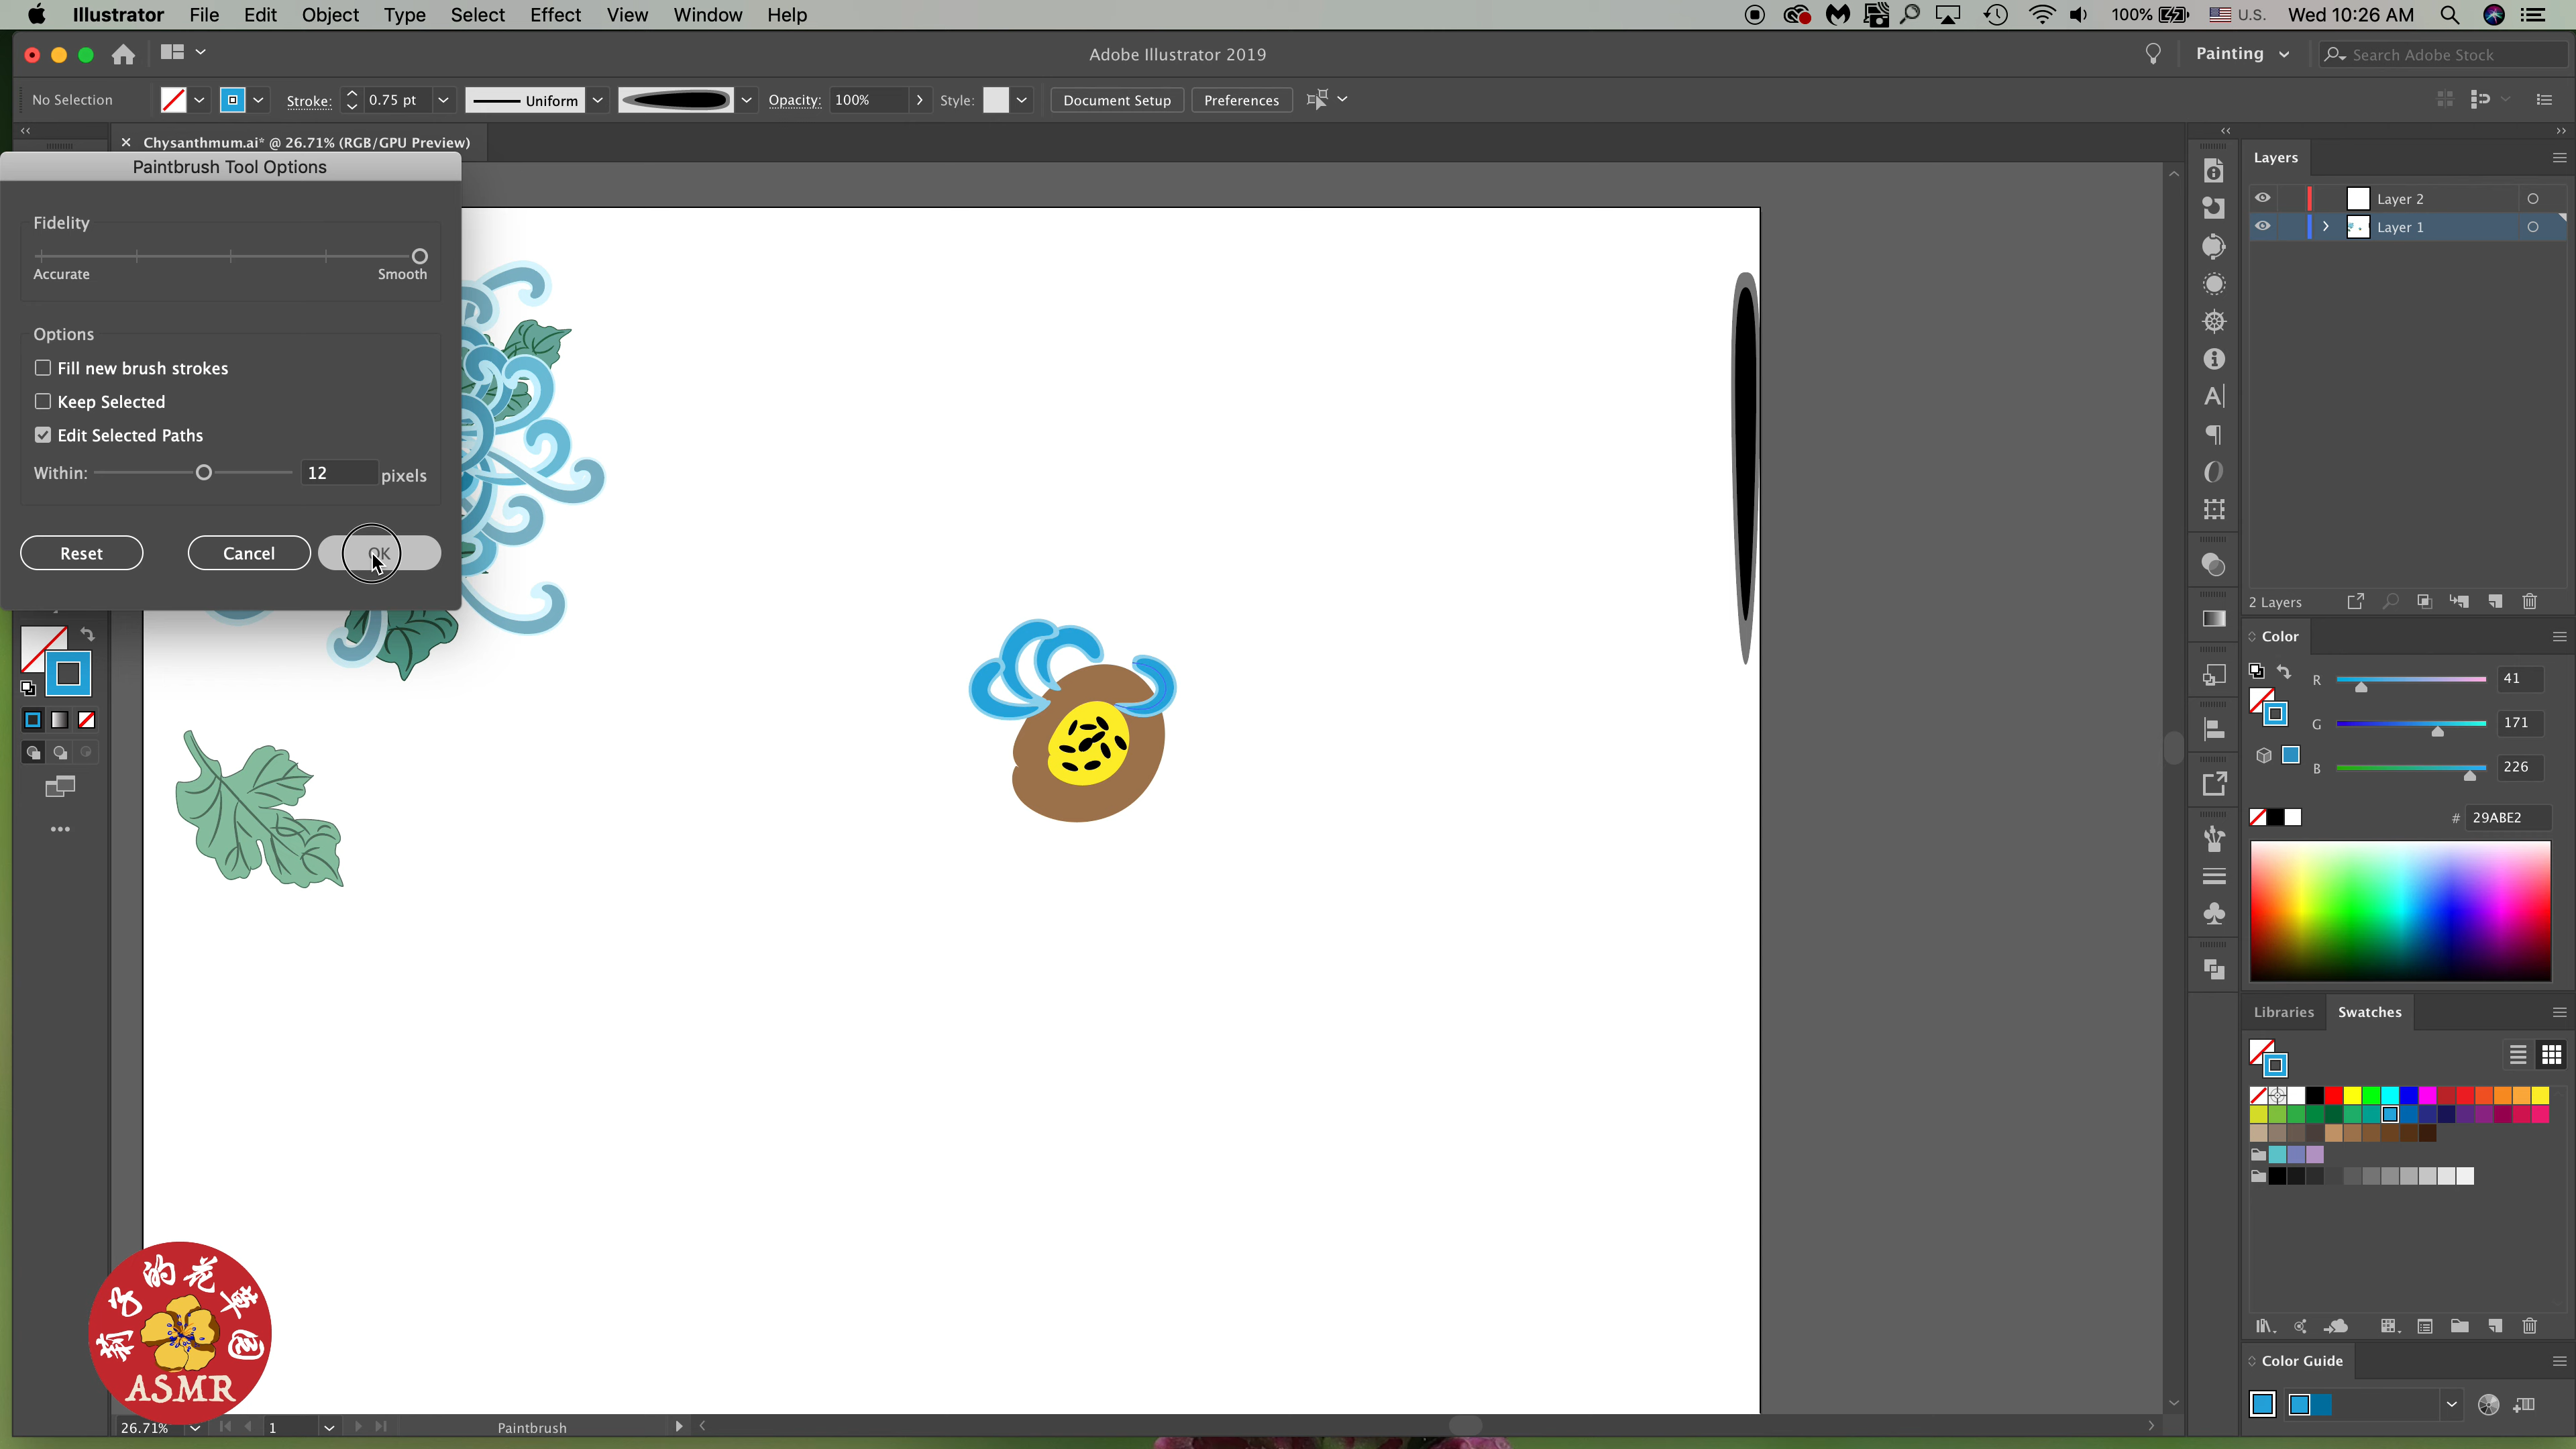 Illustrator File Edit Object Type Select Effect View Window Help 100% U.S. Wed 10:26 AM
Adobe Illustrator 2019 Painting Search Adobe Stock
No Selection Stroke: 0.75 pt Uniform Opacity: 100% Style: Document Setup Preferences
Chysanthmum.ai* @ 26.71% (RGB/GPU Preview)
Paintbrush Tool Options
Fidelity
Accurate Smooth
Options
Fill new brush strokes
Keep Selected
Edit Selected Paths
Within: 12 pixels
Reset Cancel OK
Layers
Layer 2
Layer 1
2 Layers
Color
R 41
G 171
B 226
# 29ABE2
Libraries Swatches
Color Guide
的花草
ASMR
26.71% 1 Paintbrush